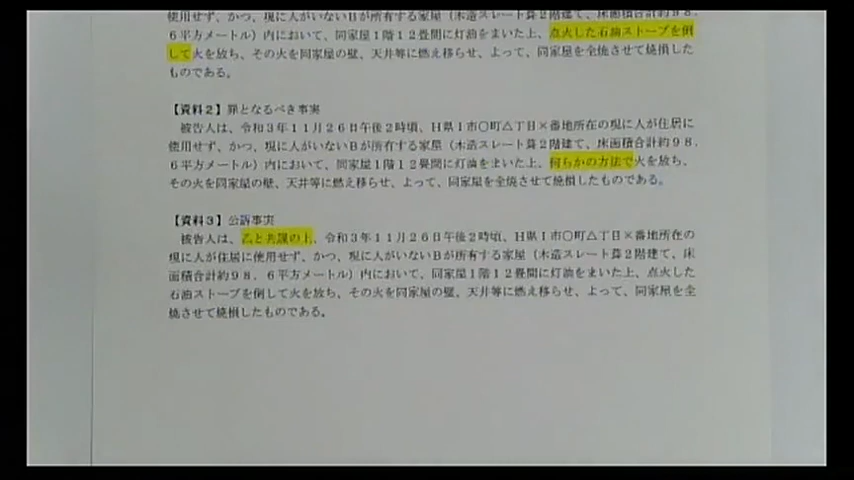 使用せず、かつ、現に人がいないBが所有する家屋(木造スレート葺2階建て、床面積合計約98.
6平方メートル)内において、同家屋1階12畳間に灯油をまいた上、点火した石油ストーブを倒
して火を放ち、その火を同家屋の壁、天井等に燃え移らせ、よって、同家屋を全焼させて焼損した
ものである。
【資料2】罪となるべき事実
被告人は、令和3年11月26日午後2時頃、H県I市○町△丁目×番地所在の現に人が住居に
使用せず、かつ、現に人がいないBが所有する家屋(木造スレート葺2階建て、床面積合計約98.
6平方メートル)内において、同家屋1階12畳間に灯油をまいた上、何らかの方法で火を放ち、
その火を同家屋の壁、天井等に燃え移らせ、よって、同家屋を全焼させて焼損したものである。
【資料3】公訴事実
被告人は、乙と共謀の上、令和3年11月26日午後2時頃、H県I市○町△丁目×番地所在の
現に人が住居に使用せず、かつ、現に人がいないBが所有する家屋(木造スレート葺2階建て、床
面積合計約98.6平方メートル)内において、同家屋1階12畳間に灯油をまいた上、点火した
石油ストーブを倒して火を放ち、その火を同家屋の壁、天井等に燃え移らせ、よって、同家屋を全
焼させて焼損したものである。